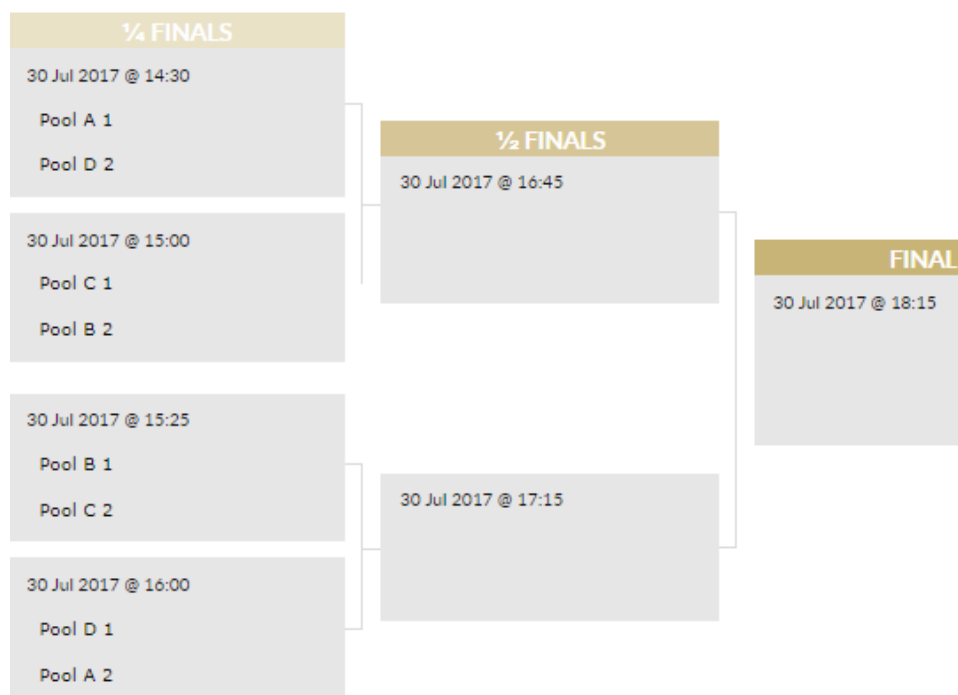 ¼ FINALS
30 Jul 2017 @ 14:30
Pool A 1
Pool D 2
30 Jul 2017 @ 15:00
Pool C 1
Pool B 2
30 Jul 2017 @ 15:25
Pool B 1
Pool C 2
30 Jul 2017 @ 16:00
Pool D 1
Pool A 2
½ FINALS
30 Jul 2017 @ 16:45
30 Jul 2017 @ 17:15
FINAL
30 Jul 2017 @ 18:15